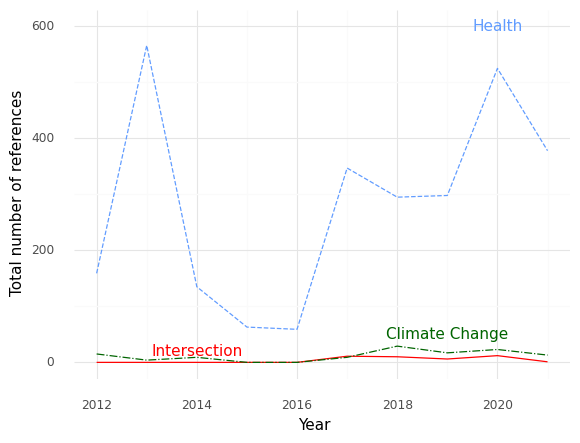 600
Health
400
200
0
Climate Change
Intersection
2012
2014
2016
2018
2020
Year
Total number of references